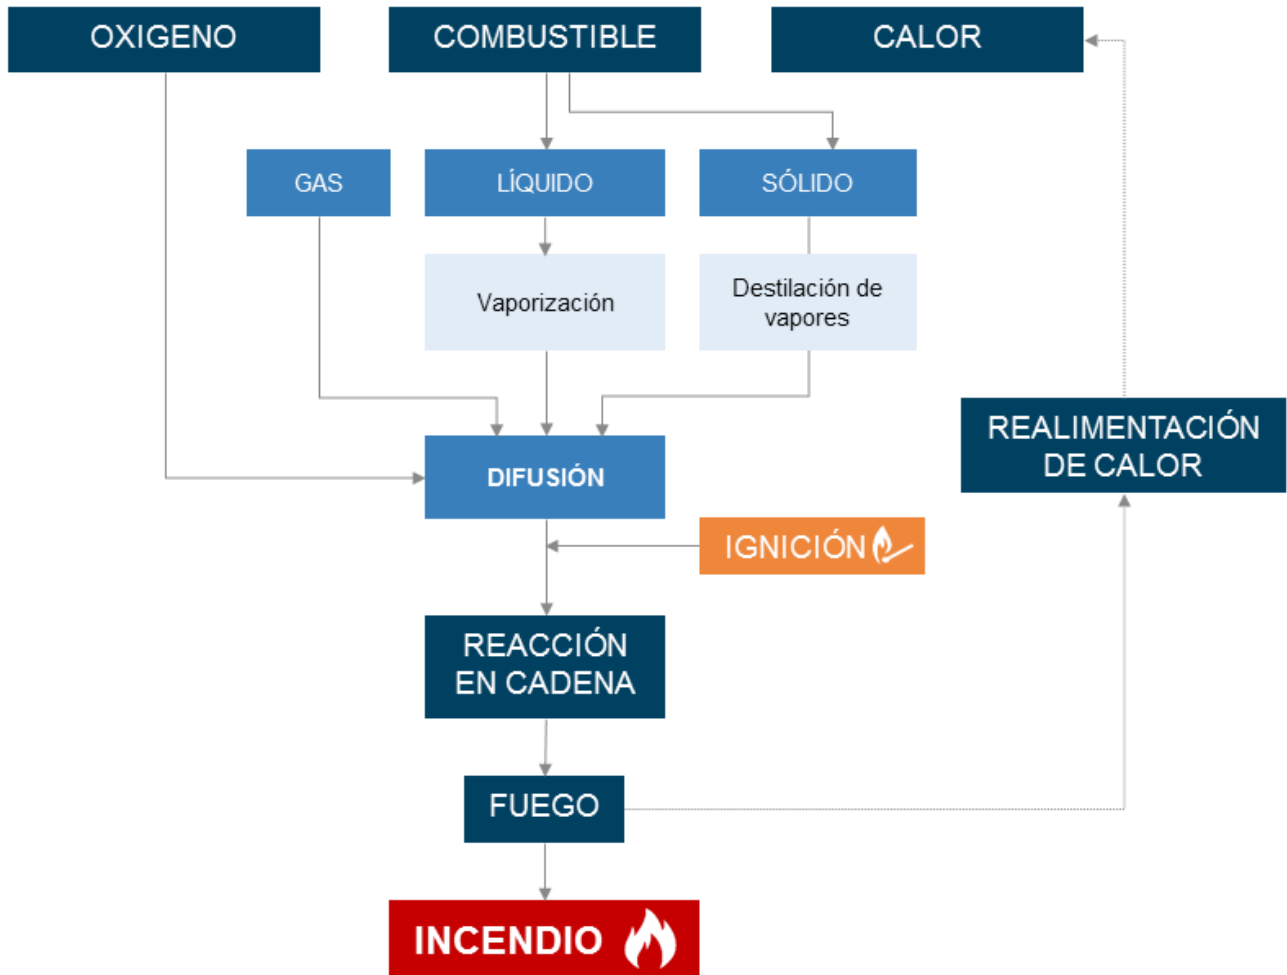 OXIGENO
COMBUSTIBLE
CALOR
GAS
LÍQUIDO
SÓLIDO
Vaporización
Destilación de
vapores
REALIMENTACIÓN
DE CALOR
DIFUSIÓN
IGNICIÓN
REACCIÓN
EN CADENA
FUEGO
INCENDIO